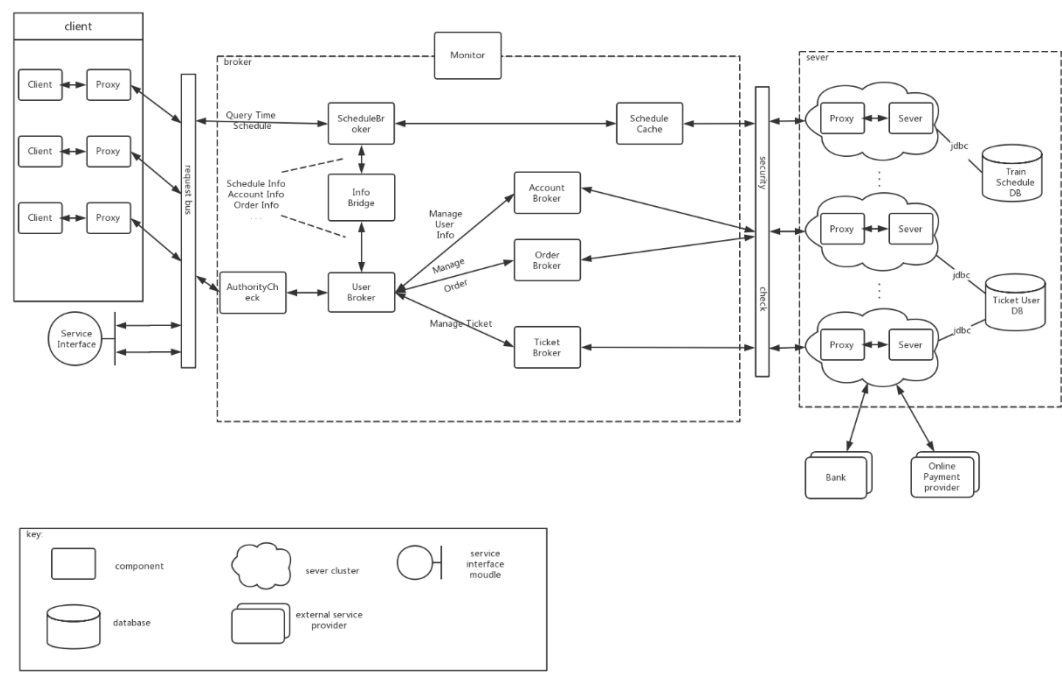 client
Client
Proxy
Client
Proxy
Client
Proxy
Service
Interface
request bus
broker
Monitor
Query Time
Schedule
ScheduleBr
oker
Schedule
Cache
Schedule Info
Account Info
Order Info
. . .
Info
Bridge
AuthorityCh
eck
User
Broker
Manage
User
Info
Manage
Order
Manage Ticket
Account
Broker
Order
Broker
Ticket
Broker
security
check
sever
Proxy
Sever
jdbc
Train
Schedule
DB
Proxy
Sever
jdbc
Ticket User
DB
jdbc
Proxy
Sever
Bank
Online
Payment
provider
key:
component
sever cluster
service
interface
moudle
database
external service
provider